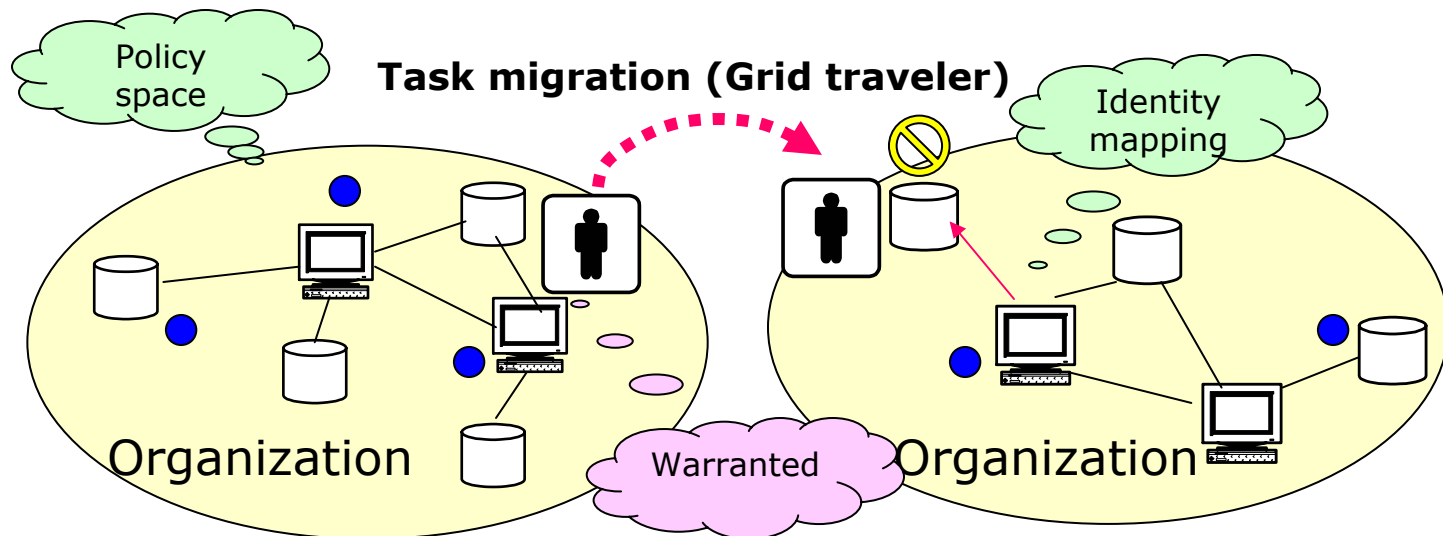 Policy
space
Task migration (Grid traveler)
Identity
mapping
Organization
Warranted
Organization